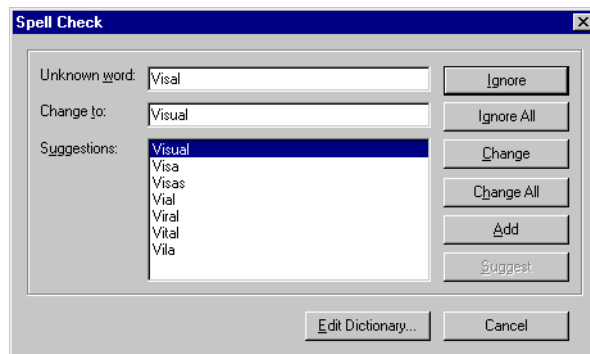 Spell Check
Unknown word: Visal
Ignore
Change to: Visual
Ignore All
Suggestions:
Visual
Visa
Visas
Vial
Viral
Vital
Vila
Change
Change All
Add
Suggest
Edit Dictionary...
Cancel